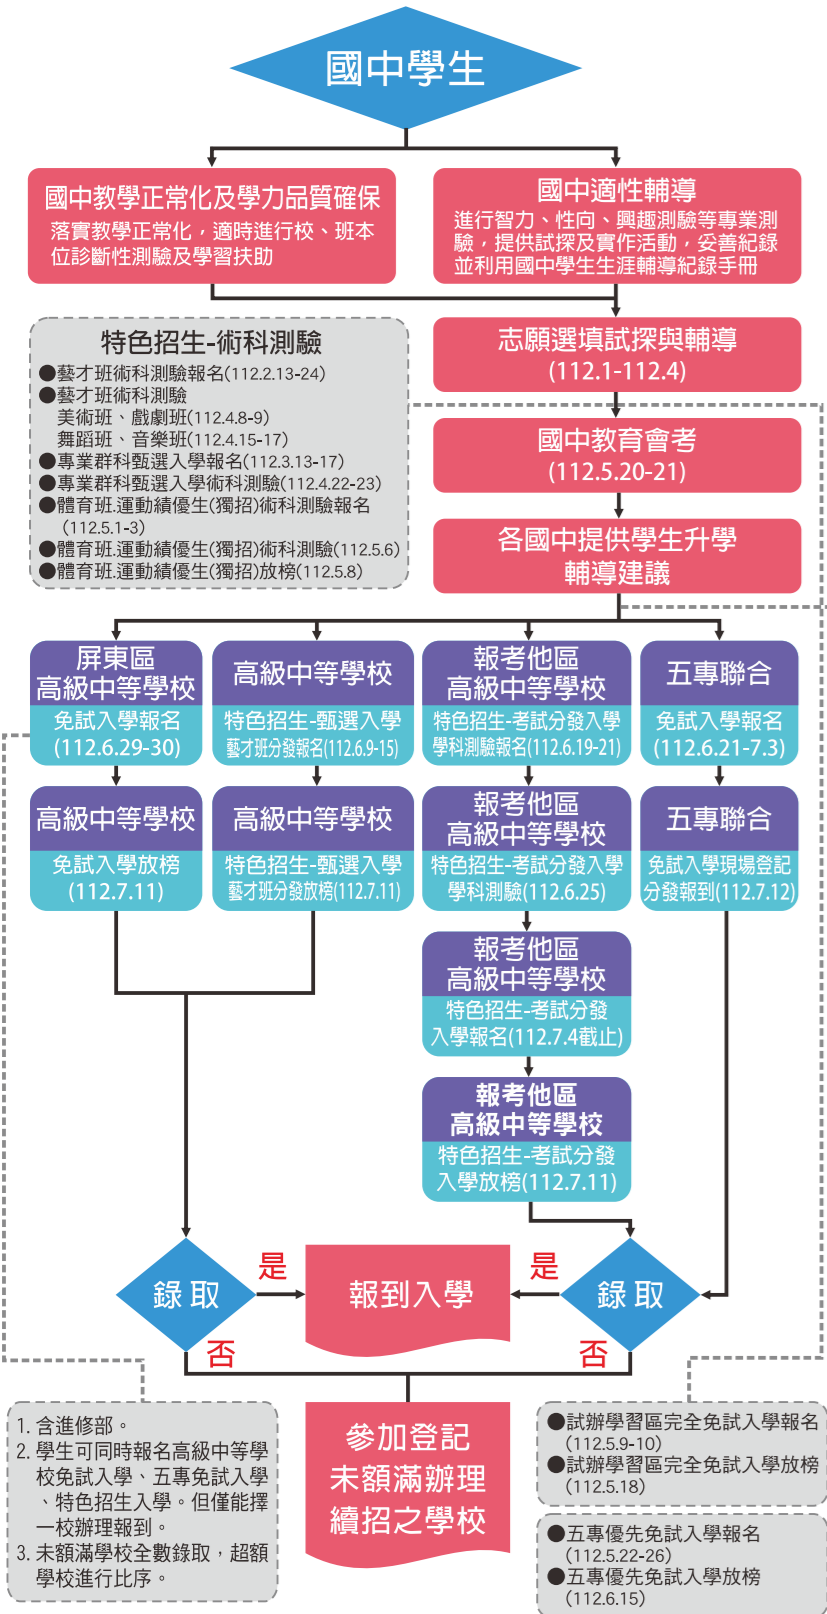 國中學生
國中教學正常化及學力品質確保
落實教學正常化，適時進行校、班本
位診斷性測驗及學習扶助
國中適性輔導
進行智力、性向、興趣測驗等專業測
驗，提供試探及實作活動，妥善紀錄
並利用國中學生生涯輔導紀錄手冊
特色招生-術科測驗
●藝才班術科測驗報名(112.2.13-24)
●藝才班術科測驗
美術班、戲劇班(112.4.8-9)
舞蹈班、音樂班(112.4.15-17)
●專業群科甄選入學報名(112.3.13-17)
●專業群科甄選入學術科測驗(112.4.22-23)
●體育班.運動績優生(獨招)術科測驗報名
(112.5.1-3)
●體育班.運動績優生(獨招)術科測驗(112.5.6)
●體育班.運動績優生(獨招)放榜(112.5.8)
志願選填試探與輔導
(112.1-112.4)
國中教育會考
(112.5.20-21)
各國中提供學生升學
輔導建議
屏東區
高級中等學校
免試入學報名
(112.6.29-30)
高級中等學校
特色招生-甄選入學
藝才班分發報名(112.6.9-15)
報考他區
高級中等學校
特色招生-考試分發入學
學科測驗報名(112.6.19-21)
五專聯合
免試入學報名
(112.6.21-7.3)
高級中等學校
免試入學放榜
(112.7.11)
高級中等學校
特色招生-甄選入學
藝才班分發放榜(112.7.11)
報考他區
高級中等學校
特色招生-考試分發入學
學科測驗(112.6.25)
五專聯合
免試入學現場登記
分發報到(112.7.12)
報考他區
高級中等學校
特色招生-考試分發
入學報名(112.7.4截止)
報考他區
高級中等學校
特色招生-考試分發
入學放榜(112.7.11)
錄取
是
報到入學
是
錄取
否
否
1. 含進修部。
2. 學生可同時報名高級中等學
校免試入學、五專免試入學
、特色招生入學。但僅能擇
一校辦理報到。
3. 未額滿學校全數錄取，超額
學校進行比序。
參加登記
未額滿辦理
續招之學校
●試辦學習區完全免試入學報名
(112.5.9-10)
●試辦學習區完全免試入學放榜
(112.5.18)
●五專優先免試入學報名
(112.5.22-26)
●五專優先免試入學放榜
(112.6.15)